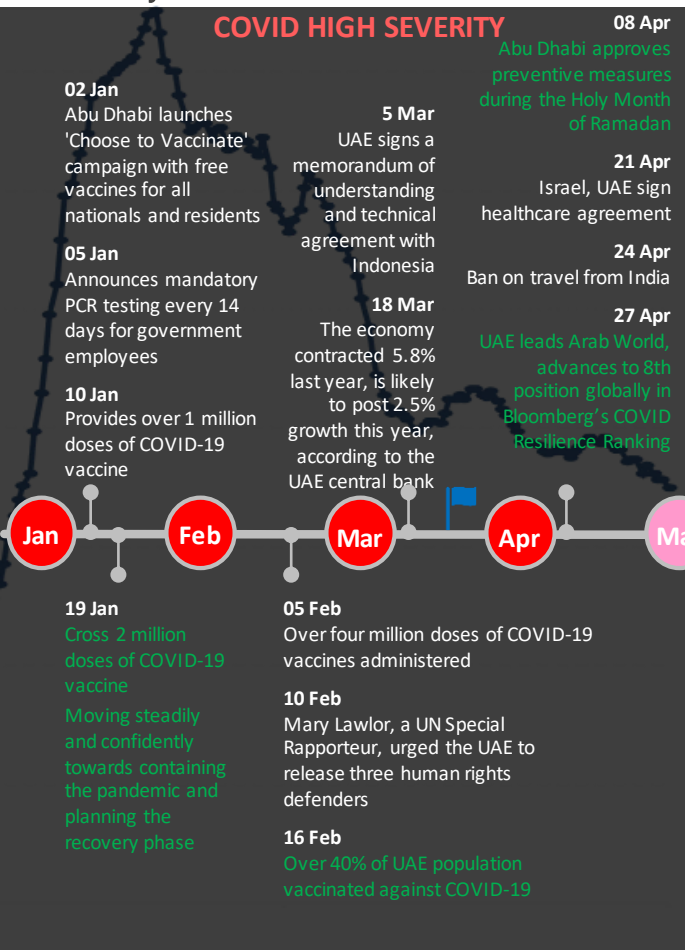 COVID HIGH SEVERITY
02 Jan
Abu Dhabi launches
'Choose to Vaccinate'
campaign with free
vaccines for all
nationals and residents
05 Jan
Announces mandatory
PCR testing every 14
days for government
employees
10 Jan
Provides over 1 million
doses of COVID-19
vaccine
5 Mar
UAE signs a
memorandum of
understanding
and technical
agreement with
Indonesia
18 Mar
The economy
contracted 5.8%
last year, is likely
to post 2.5%
growth this year,
according to the
UAE central bank
08 Apr
Abu Dhabi approves
preventive measures
during the Holy Month
of Ramadan
21 Apr
Israel, UAE sign
healthcare agreement
24 Apr
Ban on travel from India
27 Apr
UAE leads Arab World,
advances to 8th
position globally in
Bloomberg's COVID
Resilience Ranking
Jan
Feb
Mar
Apr
Ma
19 Jan
Cross 2 million
doses of COVID-19
vaccine
Moving steadily
and confidently
towards containing
the pandemic and
planning the
recovery phase
05 Feb
Over four million doses of COVID-19
vaccines administered
10 Feb
Mary Lawlor, a UN Special
Rapporteur, urged the UAE to
release three human rights
defenders
16 Feb
Over 40% of UAE population
vaccinated against COVID-19